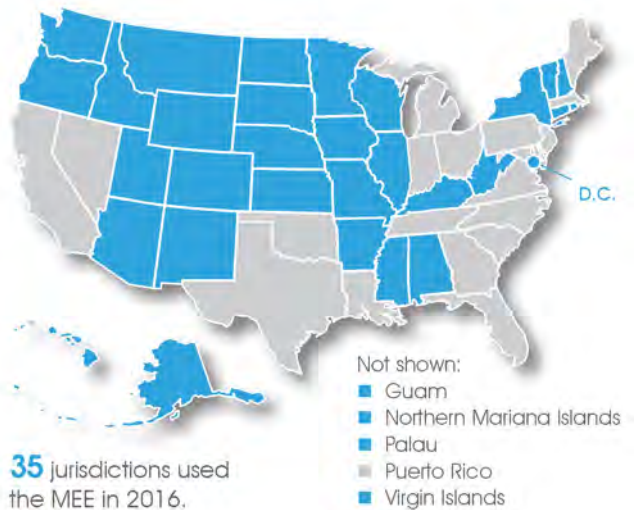 D.C.
Not shown:
Guam
Northern Mariana Islands
Palau
Puerto Rico
Virgin Islands
35 jurisdictions used
the MEE in 2016.